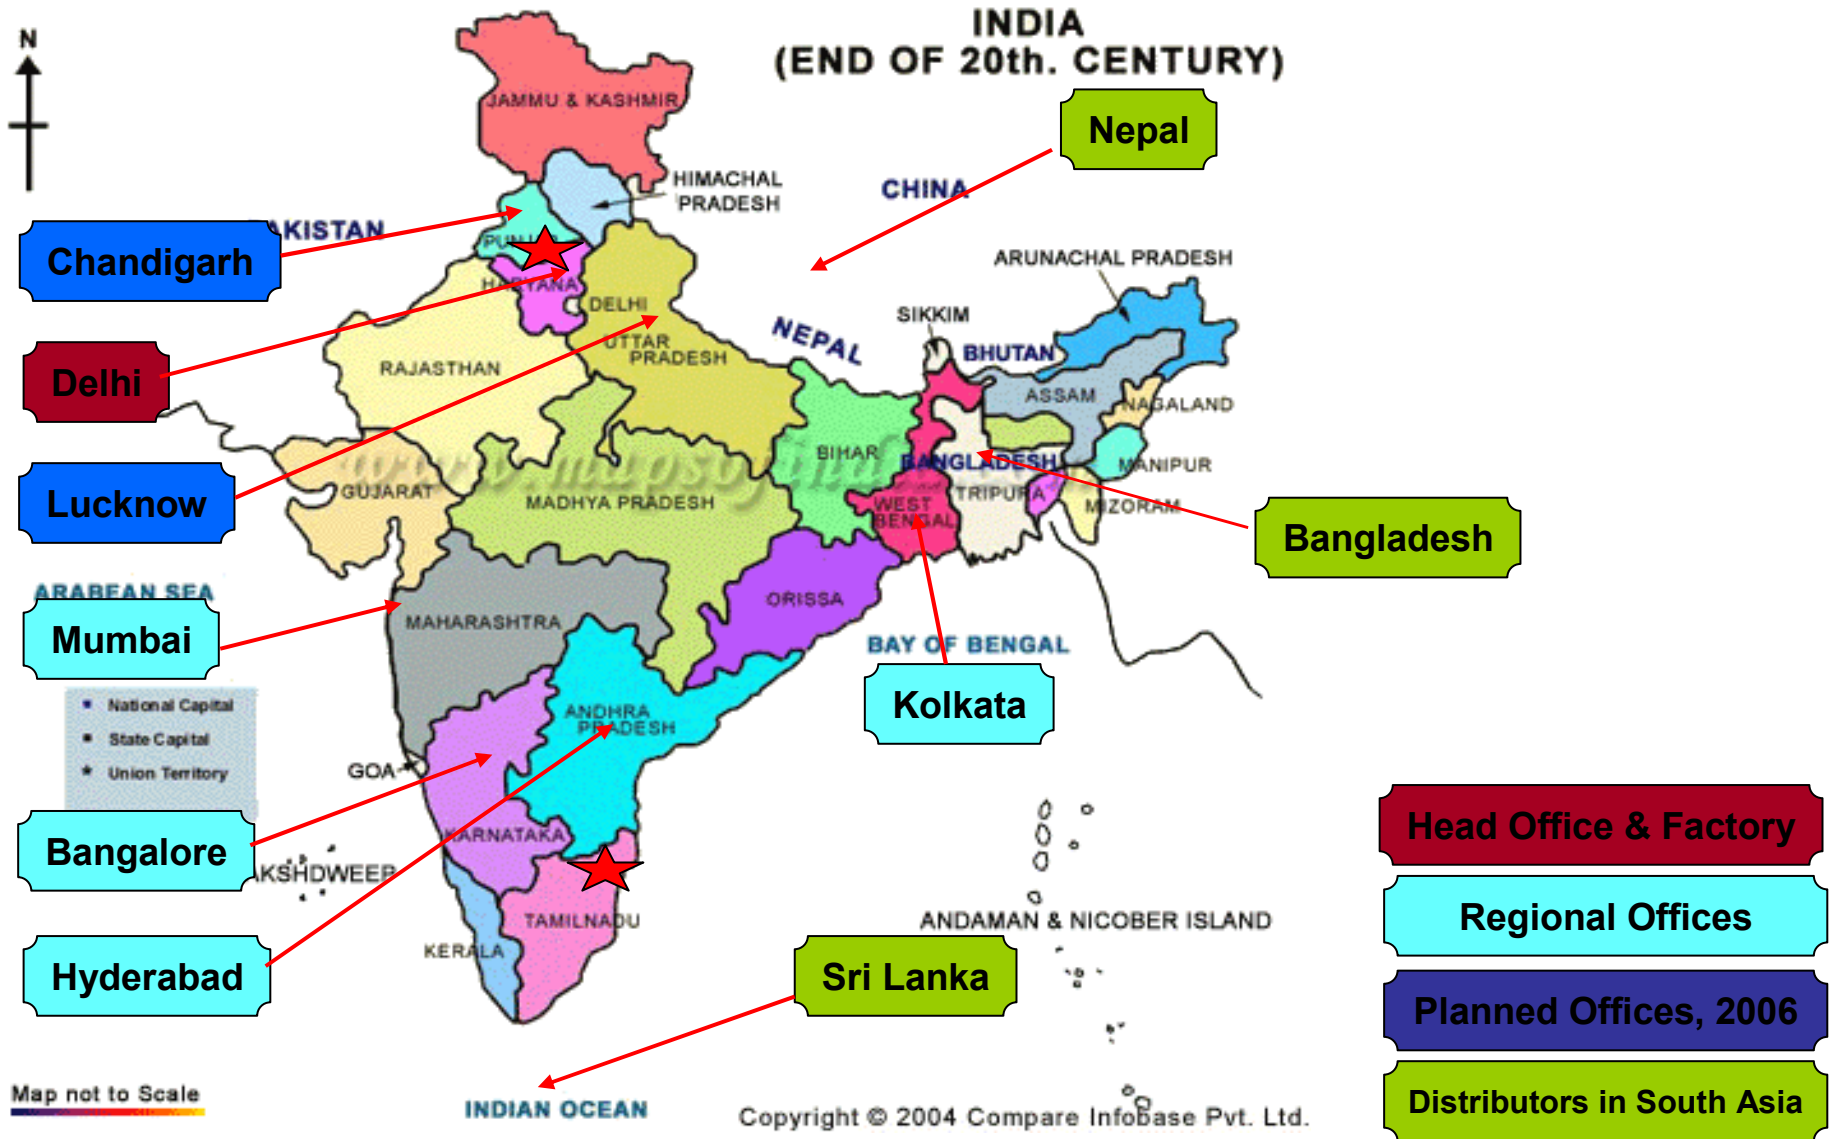 INDIA
(END OF 20th. CENTURY)
N
Nepal
JAMMU & KASHMIR
HIMACHAL
PRADESH
CHINA
AKISTAN
Chandigarh
ARUNACHAL PRADESH
HARYANA
DELHI
SIKKIM
NEPAL
BHUTAN
UTTAR
PRADESH
RAJASTHAN
Delhi
ASSAM
NAGALAND
BIHAR
BANGLADESH
MANIPUR
GUJARAT
MADHYA PRADESH
TRIPURA
MIZORAM
WEST
BENGAL
Lucknow
Bangladesh
ARABEAN SEA
Mumbai
MAHARASHTRA
ORISSA
BAY OF BENGAL
Kolkata
National Capital
State Capital
Union Territory
ANDHRA
PRADESH
GOA
KARNATAKA
Bangalore
AKSHDWEEP
TAMILNADU
ANDAMAN & NICOBER ISLAND
KERALA
Hyderabad
Sri Lanka
Head Office & Factory
Regional Offices
Planned Offices, 2006
Distributors in South Asia
Map not to Scale
INDIAN OCEAN
Copyright © 2004 Compare Infobase Pvt. Ltd.